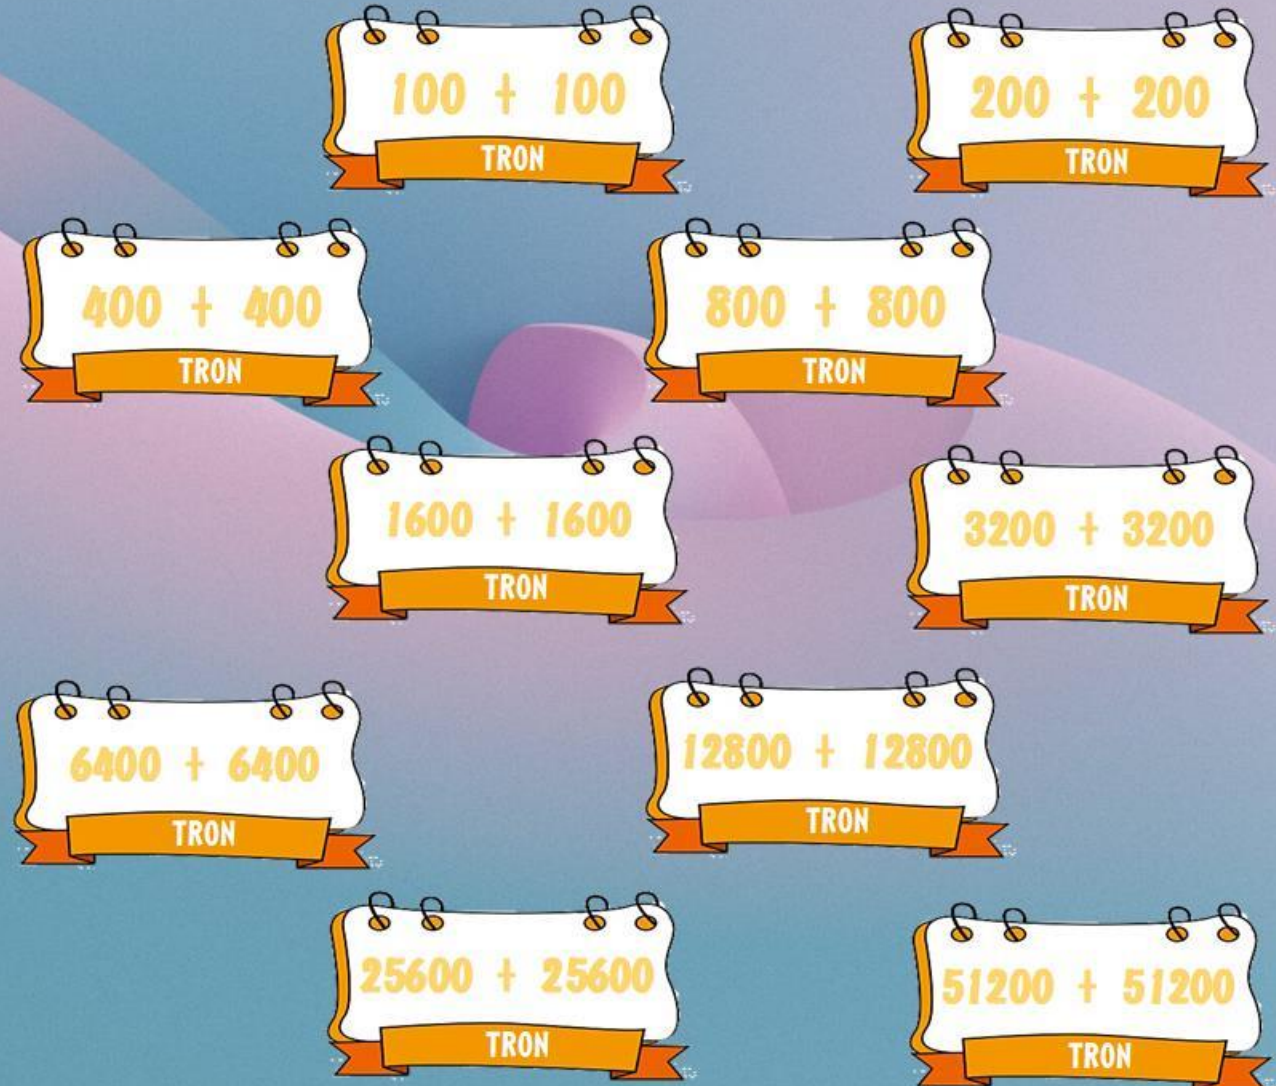 100 + 100
TRON
200 + 200
TRON
400 + 400
TRON
800 + 800
TRON
1600 + 1600
TRON
3200 + 3200
TRON
6400 + 6400
TRON
12800 + 12800
TRON
25600 + 25600
TRON
51200 + 51200
TRON